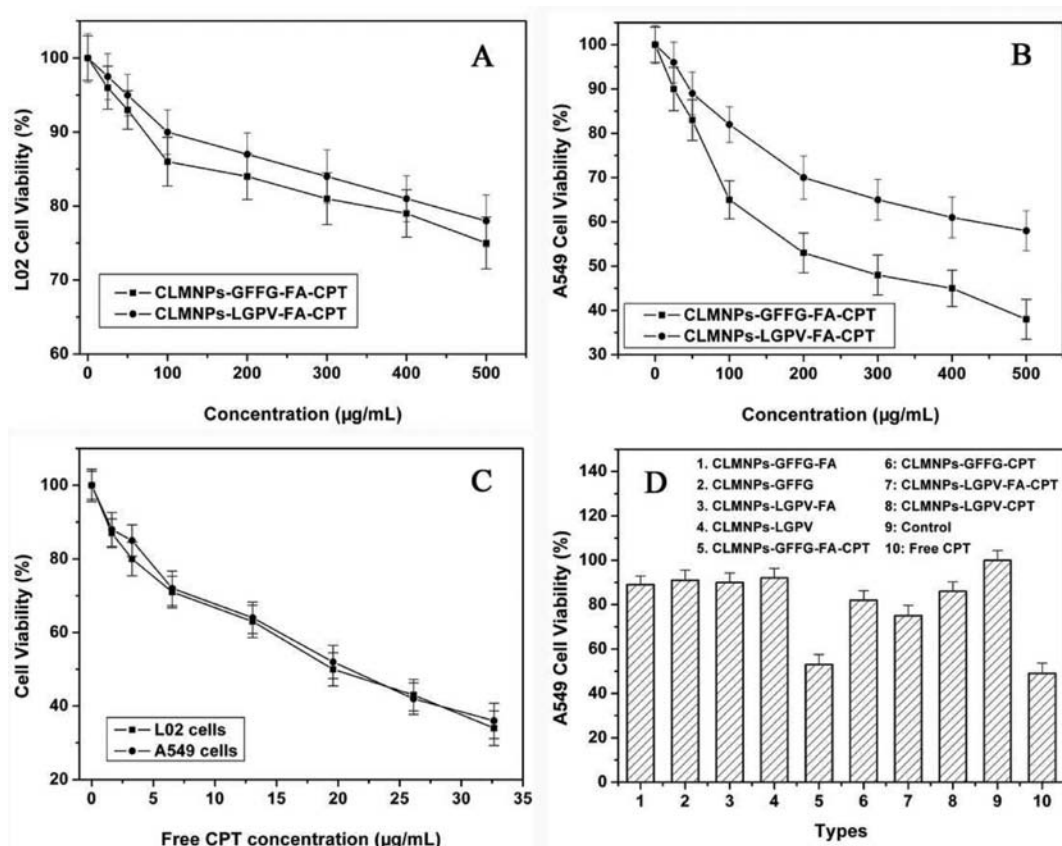 A
L02 Cell Viability (%)
100
90
80
70
60
CLMNPs-GFFG-FA-CPT
CLMNPs-LGPV-FA-CPT
0 100 200 300 400 500
Concentration (µg/mL)
B
A549 Cell Viability (%)
100
90
80
70
60
50
40
30
CLMNPs-GFFG-FA-CPT
CLMNPs-LGPV-FA-CPT
0 100 200 300 400 500
Concentration (µg/mL)
C
Cell Viability (%)
100
80
60
40
20
L02 cells
A549 cells
0 5 10 15 20 25 30 35
Free CPT concentration (µg/mL)
D
A549 Cell Viability (%)
140
120
100
80
60
40
20
0
1. CLMNPs-GFFG-FA
2. CLMNPs-GFFG
3. CLMNPs-LGPV-FA
4. CLMNPs-LGPV
5. CLMNPs-GFFG-FA-CPT
6: CLMNPs-GFFG-CPT
7: CLMNPs-LGPV-FA-CPT
8: CLMNPs-LGPV-CPT
9: Control
10: Free CPT
1 2 3 4 5 6 7 8 9 10
Types